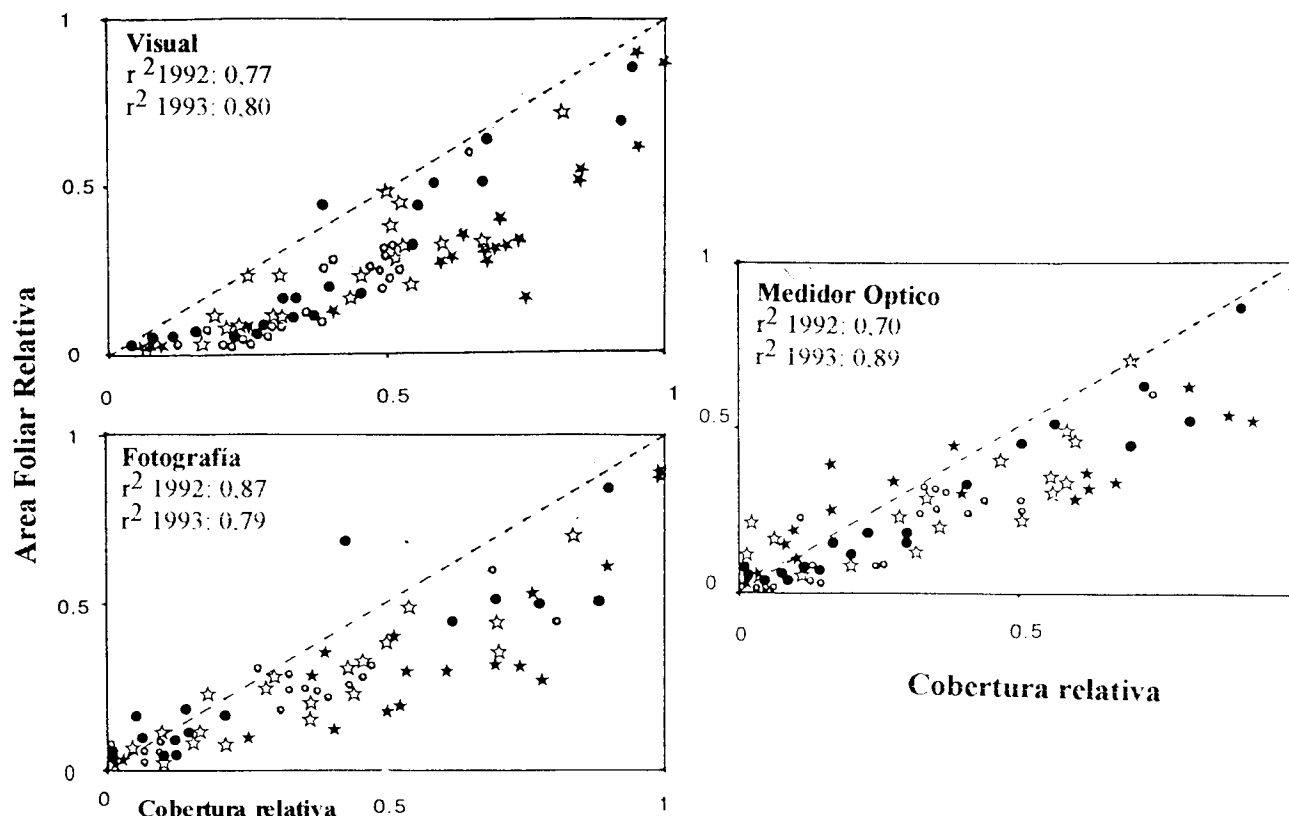 1
Visual
r 2 1992: 0,77
r2 1993: 0,80
0.5
0
0
0.5
1
Area Foliar Relativa
1
Fotografía
r2 1992: 0,87
r2 1993: 0,79
0.5
0
0
Cobertura relativa
0.5
1
1
Medidor Optico
r2 1992: 0,70
r2 1993: 0,89
0.5
0
0
0.5
Cobertura relativa